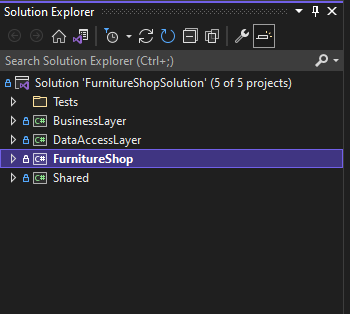 Solution Explorer
Search Solution Explorer (Ctrl+;)
Solution 'FurnitureShopSolution' (5 of 5 projects)
Tests
C# BusinessLayer
C# DataAccessLayer
C# FurnitureShop
C# Shared